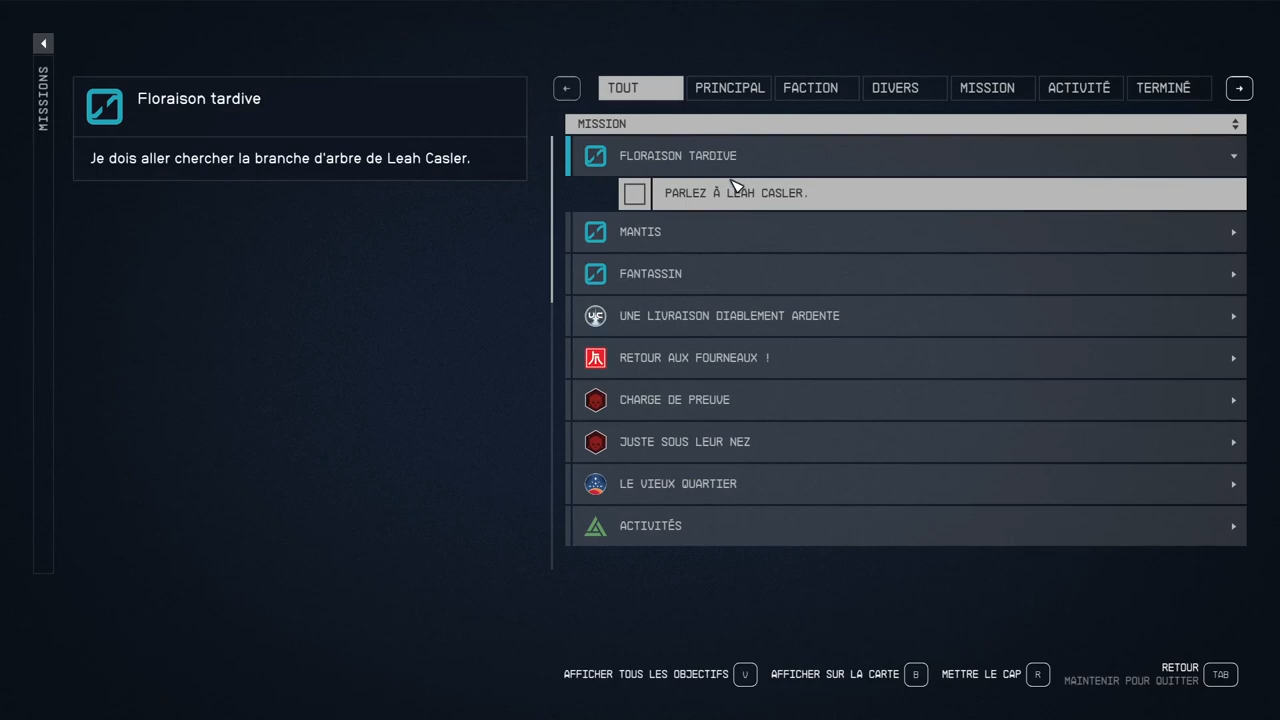 MISSIONS
Floraison tardive
Je dois aller chercher la branche d'arbre de Leah Casler.
TOUT PRINCIPAL FACTION DIVERS MISSION ACTIVITÉ TERMINÉ
MISSION
FLORAISON TARDIVE
PARLEZ À LEAH CASLER.
MANTIS
FANTASSIN
UNE LIVRAISON DIABLEMENT ARDENTE
RETOUR AUX FOURNEAUX !
CHARGE DE PREUVE
JUSTE SOUS LEUR NEZ
LE VIEUX QUARTIER
ACTIVITÉS
AFFICHER TOUS LES OBJECTIFS V AFFICHER SUR LA CARTE B METTRE LE CAP R RETOUR TAB
MAINTENIR POUR QUITTER